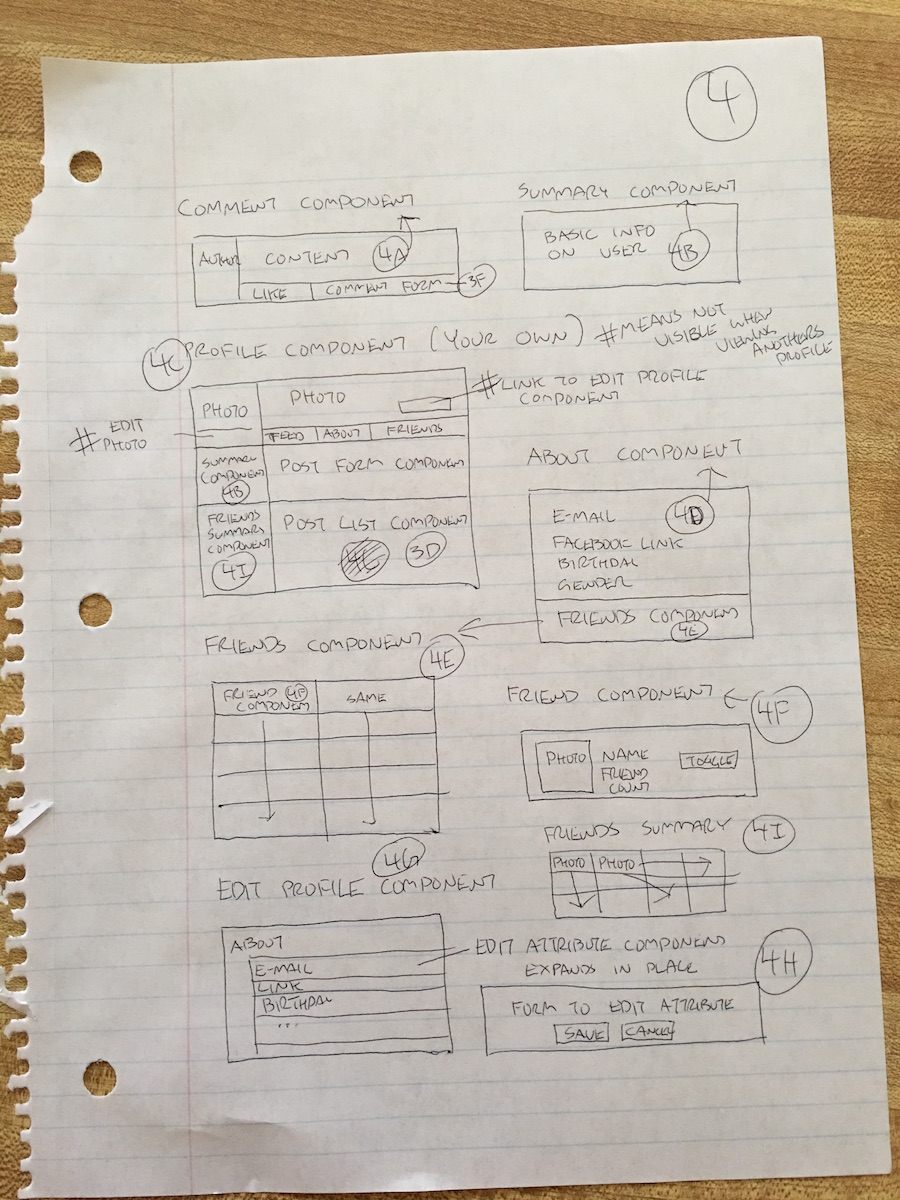 4
COMMENT COMPONENT
AUTHOR
CONTENT 4A
LIKE
COMMENT FORM 3F
SUMMARY COMPONENT
BASIC INFO
ON USER 4B
4C PROFILE COMPONENT (YOUR OWN)
#MEANS NOT
VISIBLE WHEN
VIEWING
ANOTHERS
PROFILE
PHOTO
PHOTO
#LINK TO EDIT PROFILE
COMPONENT
# EDIT
PHOTO
FEED
ABOUT
FRIENDS
SUMMARY
COMPONENT
4B
POST FORM COMPONENT
FRIENDS
SUMMARY
COMPONENT
4I
POST LIST COMPONENT
3D
ABOUT COMPONENT
E-MAIL 4D
FACEBOOK LINK
BIRTHDAY
GENDER
FRIENDS COMPONENT
4E
FRIENDS COMPONENT
4E
FRIEND 4F
COMPONENT
SAME
FRIEND COMPONENT
4F
PHOTO
NAME
FRIEND
COUNT
TOGGLE
FRIENDS SUMMARY 4I
PHOTO
PHOTO
4G
EDIT PROFILE COMPONENT
ABOUT
E-MAIL
LINK
BIRTHDAY
...
EDIT ATTRIBUTE COMPONENT
EXPANDS IN PLACE
4H
FORM TO EDIT ATTRIBUTE
SAVE
CANCEL